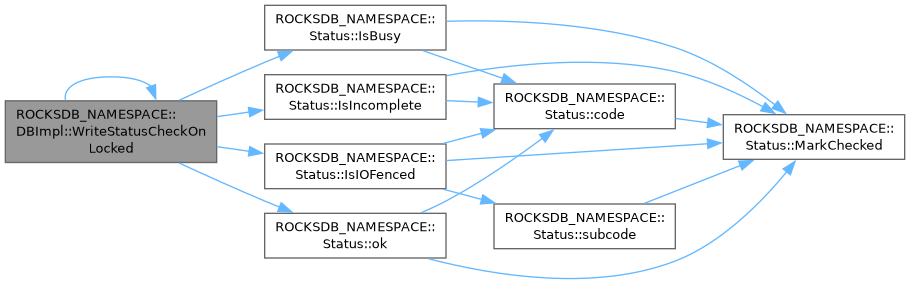 ROCKSDB_NAMESPACE::
DBImpl::WriteStatusCheckOn
Locked
ROCKSDB_NAMESPACE::
Status::IsBusy
ROCKSDB_NAMESPACE::
Status::IsIncomplete
ROCKSDB_NAMESPACE::
Status::IsIOFenced
ROCKSDB_NAMESPACE::
Status::ok
ROCKSDB_NAMESPACE::
Status::code
ROCKSDB_NAMESPACE::
Status::subcode
ROCKSDB_NAMESPACE::
Status::MarkChecked